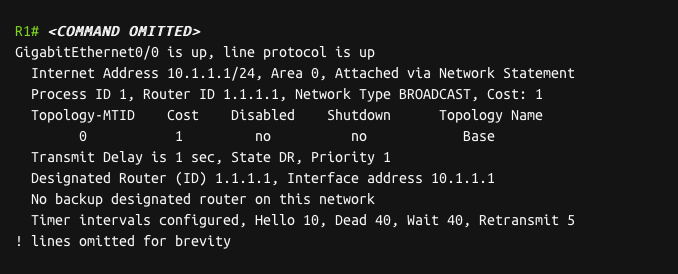 R1# <COMMAND OMITTED>
GigabitEthernet0/0 is up, line protocol is up
Internet Address 10.1.1.1/24, Area 0, Attached via Network Statement
Process ID 1, Router ID 1.1.1.1, Network Type BROADCAST, Cost: 1
Topology-MTID    Cost    Disabled    Shutdown      Topology Name
0           1         no          no            Base
Transmit Delay is 1 sec, State DR, Priority 1
Designated Router (ID) 1.1.1.1, Interface address 10.1.1.1
No backup designated router on this network
Timer intervals configured, Hello 10, Dead 40, Wait 40, Retransmit 5
! lines omitted for brevity